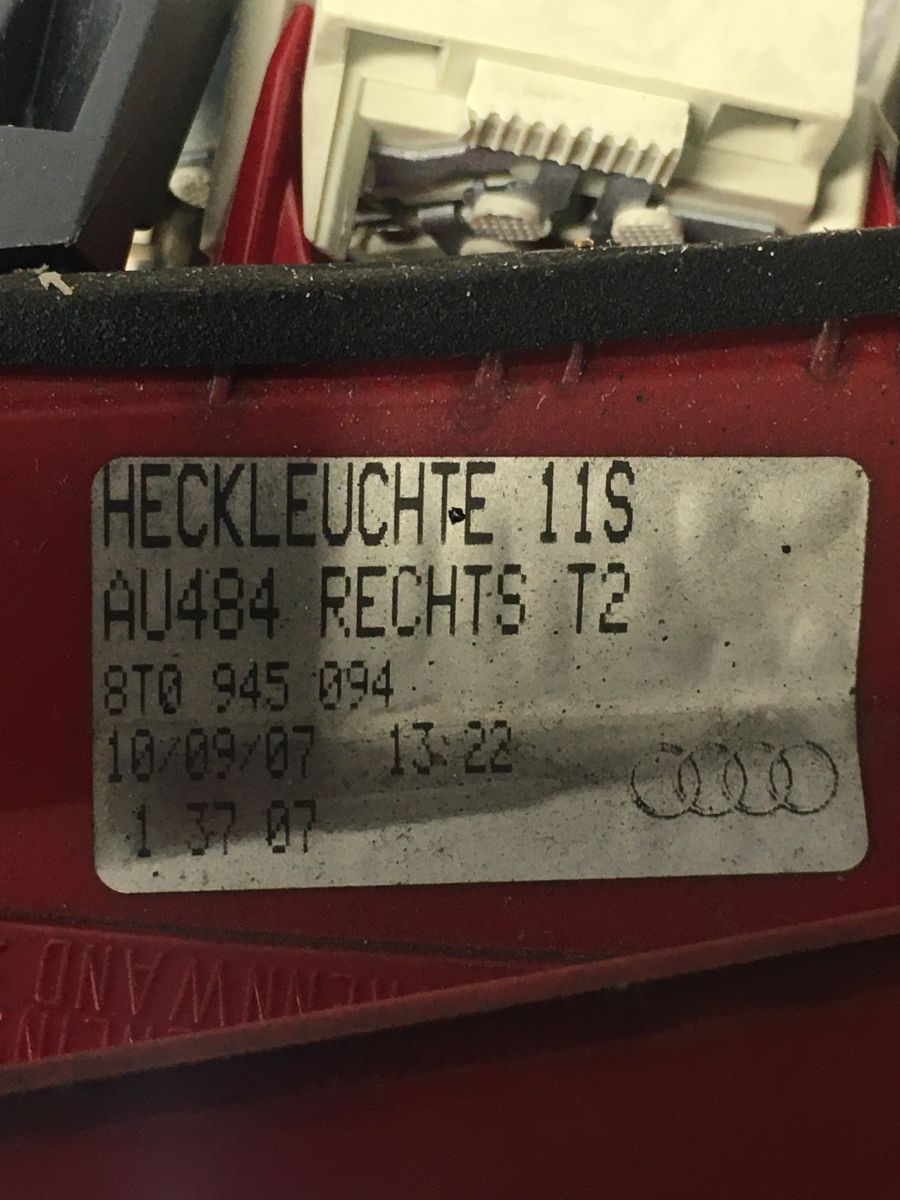 HECKLEUCHTE 11S
AU484 RECHTS T2
8T0 945 094
10/09/07 13:22
1 37 07